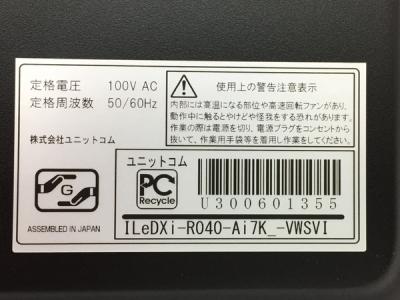 定格電圧 100V AC
定格周波数 50/60Hz
株式会社ユニットコム
使用上の警告注意表示
内部には高温になる部位や高速回転ファンがあり、
動作中に触るとやけどや怪我をする恐れがあります。
作業の際は電源を切り、電源プラグをコンセントから
抜いて、作業用手袋等を着用し作業をしてください。
G
ASSEMBLED IN JAPAN
ユニットコム
PC
Recycle
U300601355
ILeDXi-R040-Ai7K_-VWSVI